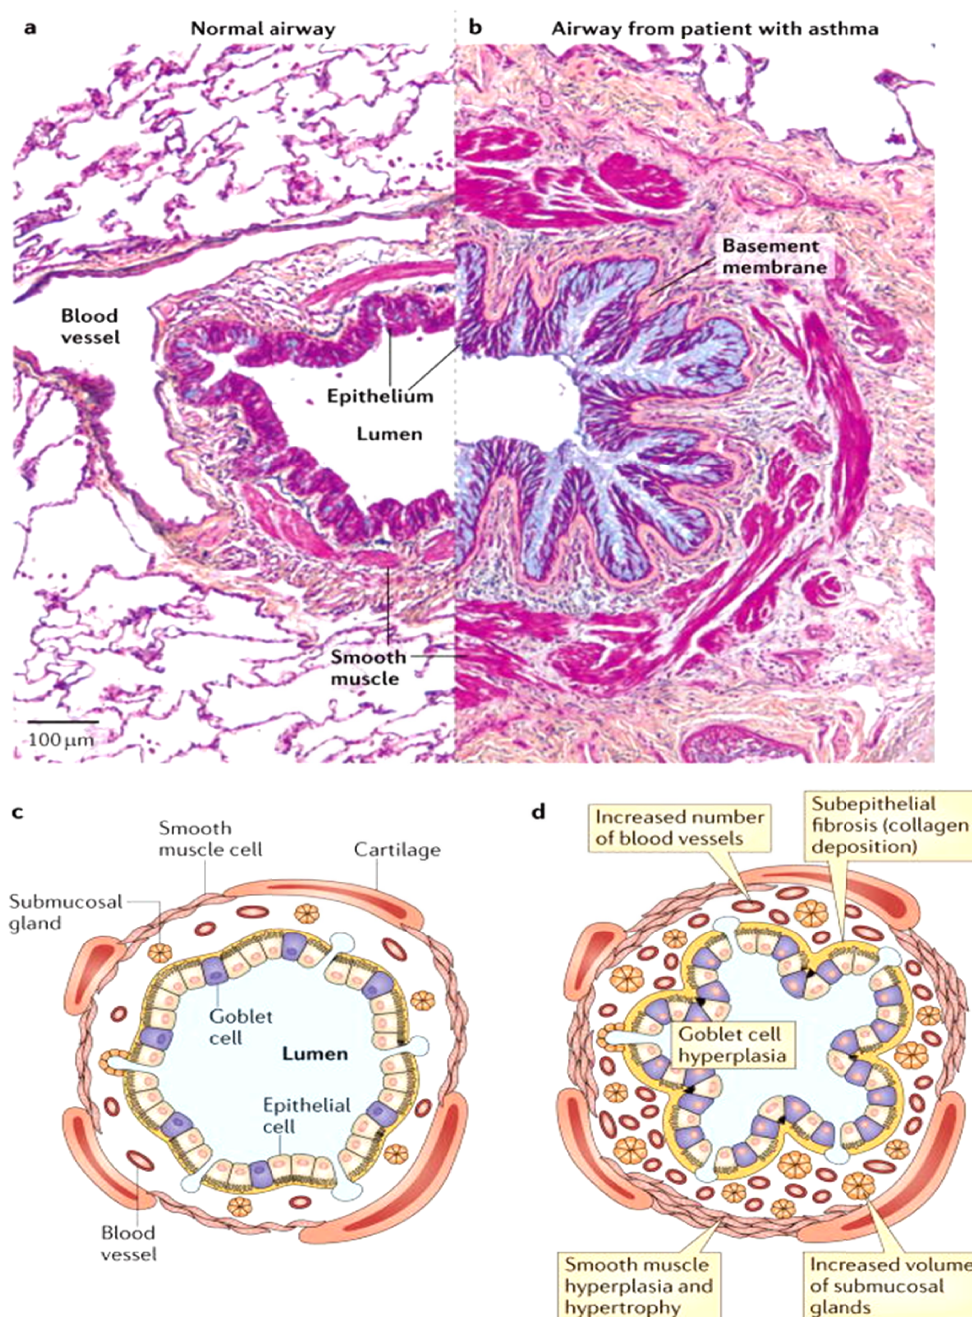 a
Normal airway
b
Airway from patient with asthma
Basement
membrane
Blood
vessel
Epithelium
Lumen
Smooth
muscle
100 µm
c
Smooth
muscle cell
Cartilage
Submucosal
gland
Goblet
cell
Lumen
Epithelial
cell
Blood
vessel
d
Increased number
of blood vessels
Subepithelial
fibrosis (collagen
deposition)
Goblet cell
hyperplasia
Smooth muscle
hyperplasia and
hypertrophy
Increased volume
of submucosal
glands